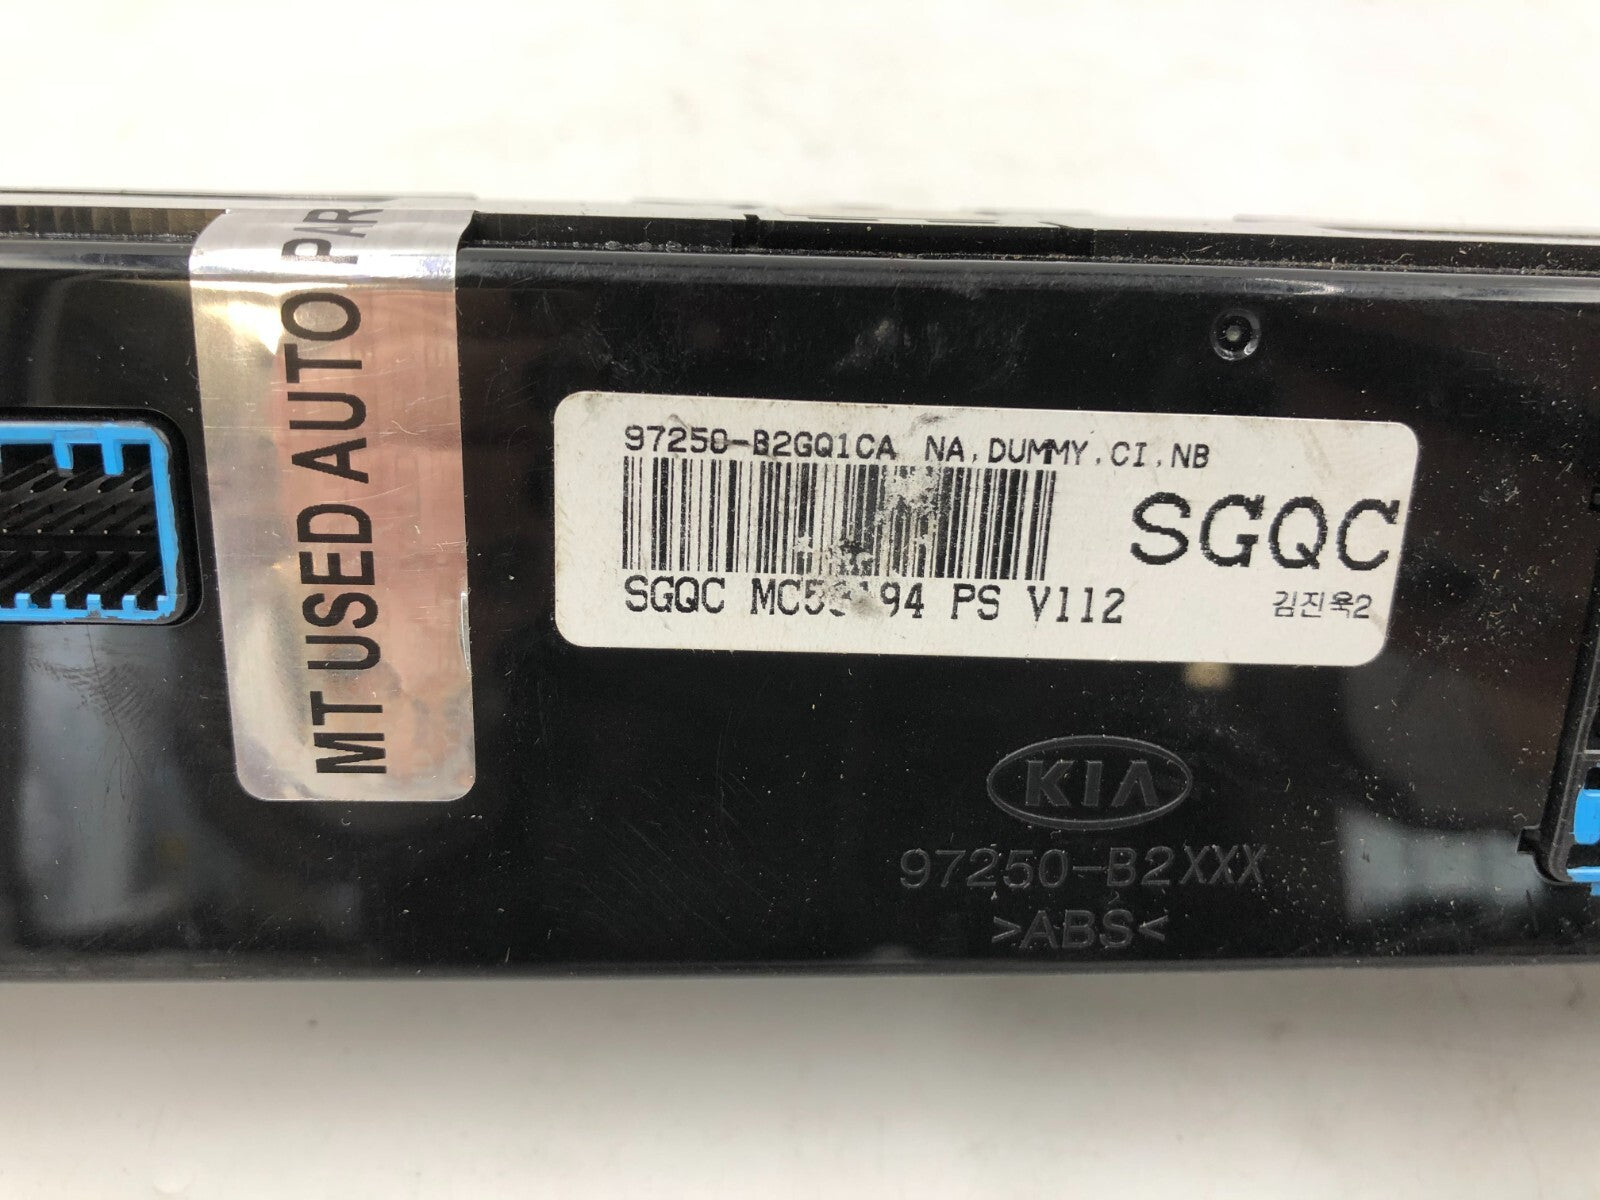 MT USED AUTO PAR
97250-B2GQ1CA NA,DUMMY,CI,NB
SGQC
SGQC PS V112
김진욱2
KIA
97250-B2XXX
>ABS<